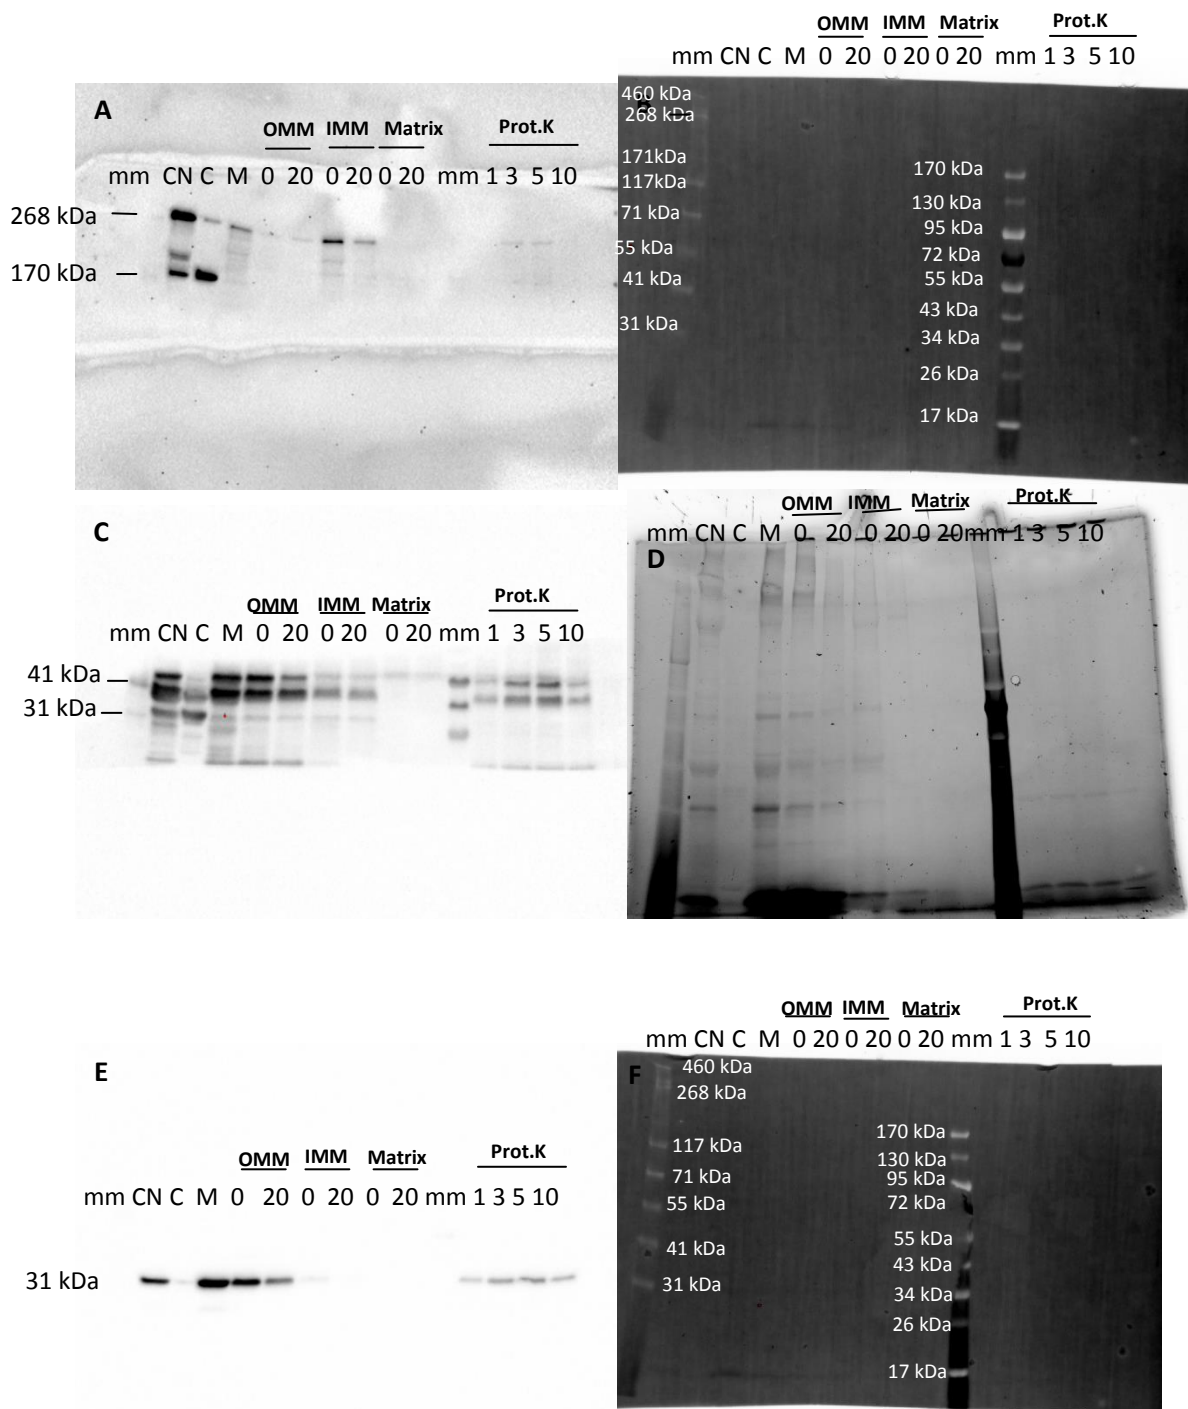 OMM IMM Matrix Prot.K
mm CN C M 0 20 0 20 0 20 mm 1 3 5 10
A
OMM IMM Matrix Prot.K
mm CN C M 0 20 0 20 0 20 mm 1 3 5 10
268 kDa
170 kDa
460 kDa
268 kDa
171kDa
117kDa
71 kDa
55 kDa
41 kDa
31 kDa
170 kDa
130 kDa
95 kDa
72 kDa
55 kDa
43 kDa
34 kDa
26 kDa
17 kDa
C
OMM IMM Matrix Prot.K
mm CN C M 0 20 0 20 0 20 mm 1 3 5 10
41 kDa
31 kDa
OMM IMM Matrix Prot.K
mm CN C M 0 20 0 20 0 20 mm 1 3 5 10
D
E
OMM IMM Matrix Prot.K
mm CN C M 0 20 0 20 0 20 mm 1 3 5 10
31 kDa
OMM IMM Matrix Prot.K
mm CN C M 0 20 0 20 0 20 mm 1 3 5 10
F
460 kDa
268 kDa
117 kDa
71 kDa
55 kDa
41 kDa
31 kDa
170 kDa
130 kDa
95 kDa
72 kDa
55 kDa
43 kDa
34 kDa
26 kDa
17 kDa